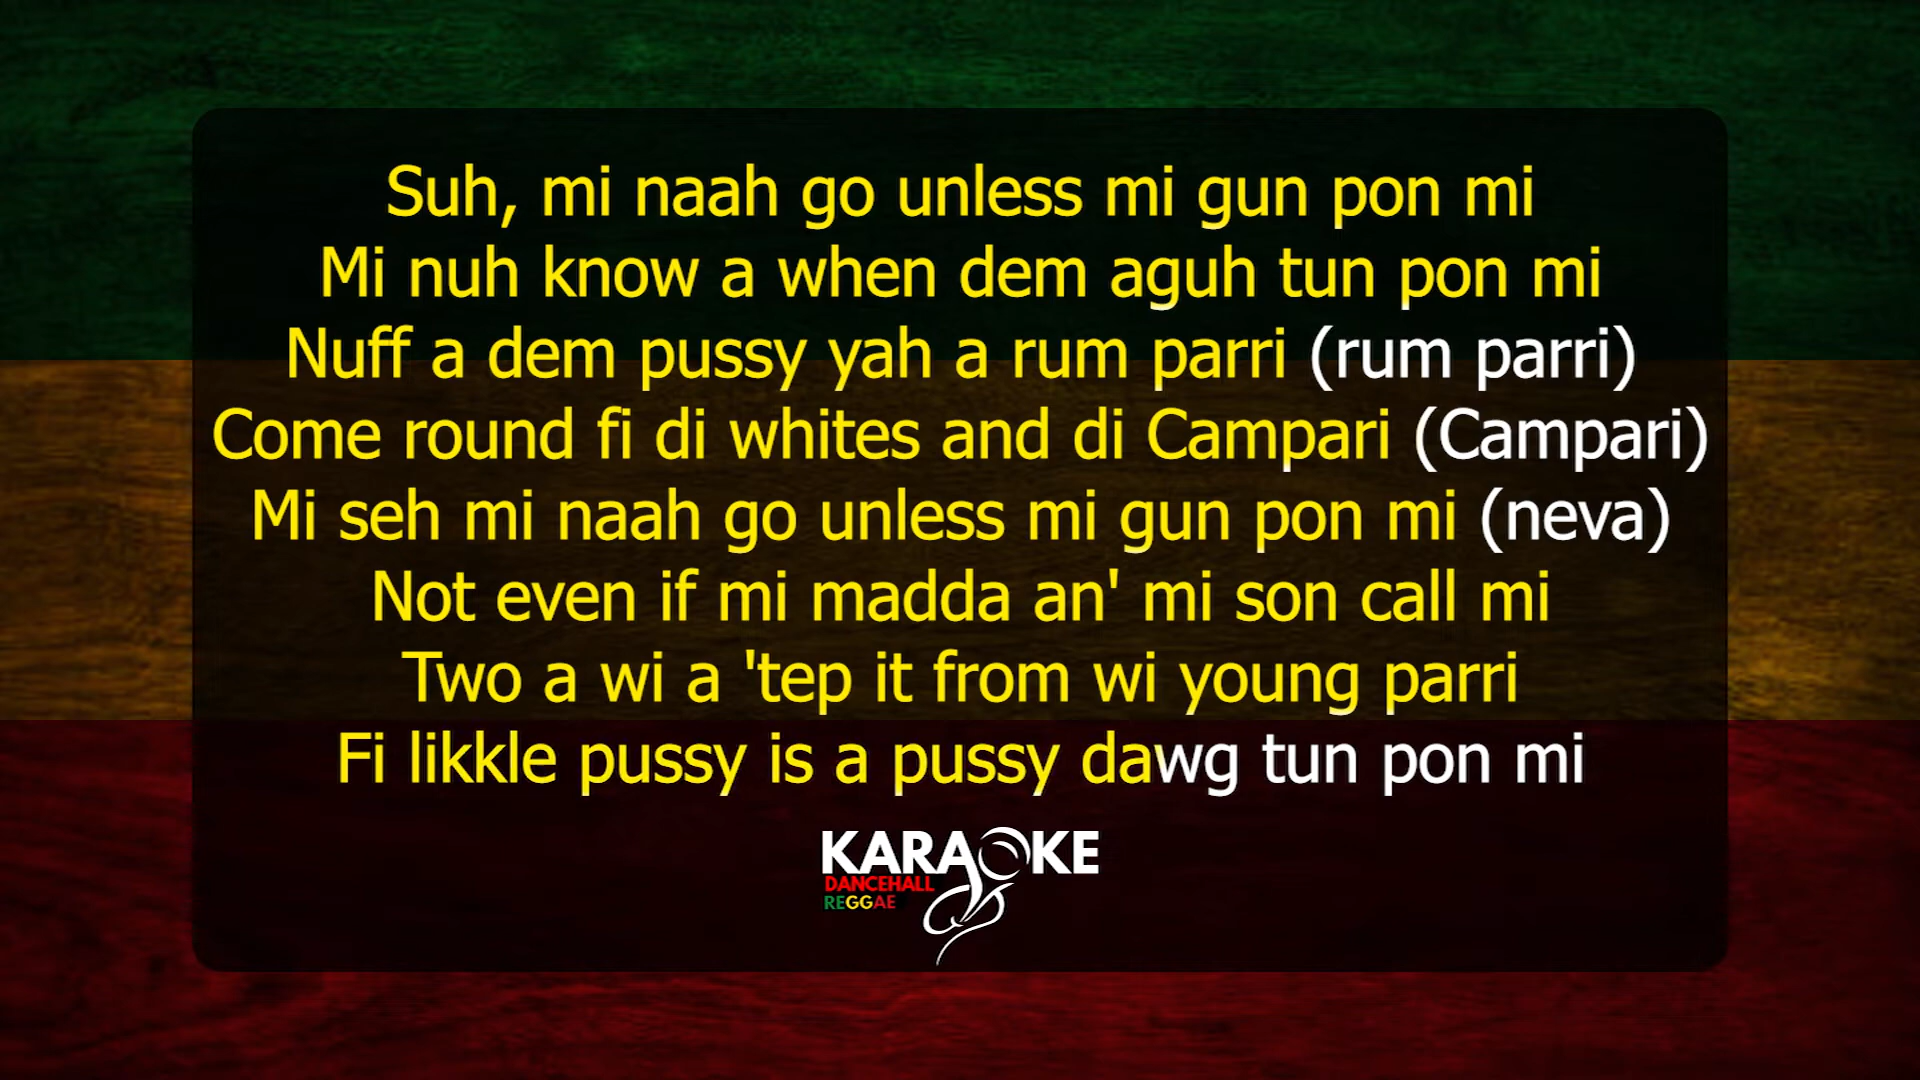 Suh, mi naah go unless mi gun pon mi
Mi nuh know a when dem aguh tun pon mi
Nuff a dem pussy yah a rum parri (rum parri)
Come round fi di whites and di Campari (Campari)
Mi seh mi naah go unless mi gun pon mi (neva)
Not even if mi madda an' mi son call mi
Two a wi a 'tep it from wi young parri
Fi likkle pussy is a pussy dawg tun pon mi
KARAOKE
DANCEHALL
REGGAE